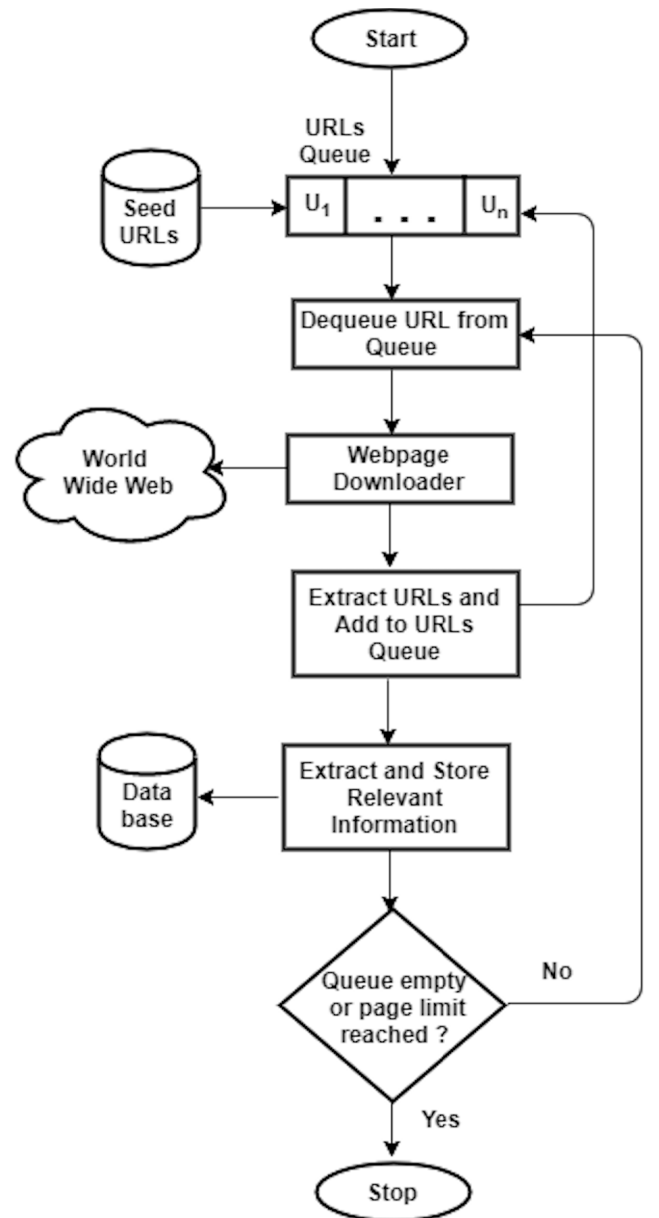 Start
URLs
Queue
Seed
URLs
U1 . . . Un
Dequeue URL from
Queue
World
Wide Web
Webpage
Downloader
Extract URLs and
Add to URLs
Queue
Data
base
Extract and Store
Relevant
Information
Queue empty
or page limit
reached ?
No
Yes
Stop